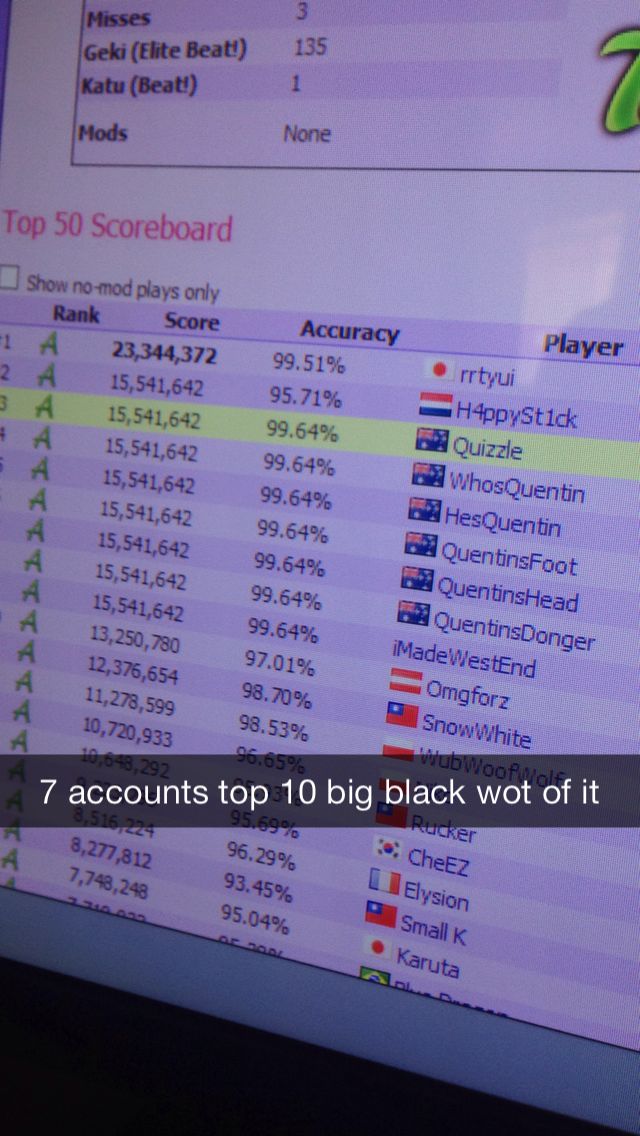 Misses 3
Geki (Elite Beat!) 135
Katu (Beat!) 1
Mods None
Top 50 Scoreboard
Show no-mod plays only
Rank Score Accuracy Player
#1 A 23,344,372 99.51% rrtyui
2 A 15,541,642 95.71% H4ppySt1ck
3 A 15,541,642 99.64% Quizzle
4 A 15,541,642 99.64% WhosQuentin
A 15,541,642 99.64% HesQuentin
A 15,541,642 99.64% QuentinsFoot
A 15,541,642 99.64% QuentinsHead
A 15,541,642 99.64% QuentinsDonger
A 15,541,642 99.64% iMadeWestEnd
A 13,250,780 97.01% Omgforz
A 12,376,654 98.70% SnowWhite
A 11,278,599 98.53% WubWoofWolf
A 10,720,933 96.65%
A 10,648,292 Rucker
7 accounts top 10 big black wot of it
A 95.69% CheEZ
A 8,516,224 96.29% Elysion
A 8,277,812 93.45% Small K
A 7,748,248 95.04% Karuta